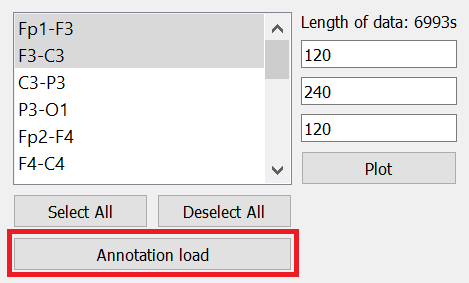 Fp1-F3
F3-C3
C3-P3
P3-O1
Fp2-F4
F4-C4
Select All
Deselect All
Annotation load
Length of data: 6993s
120
240
120
Plot